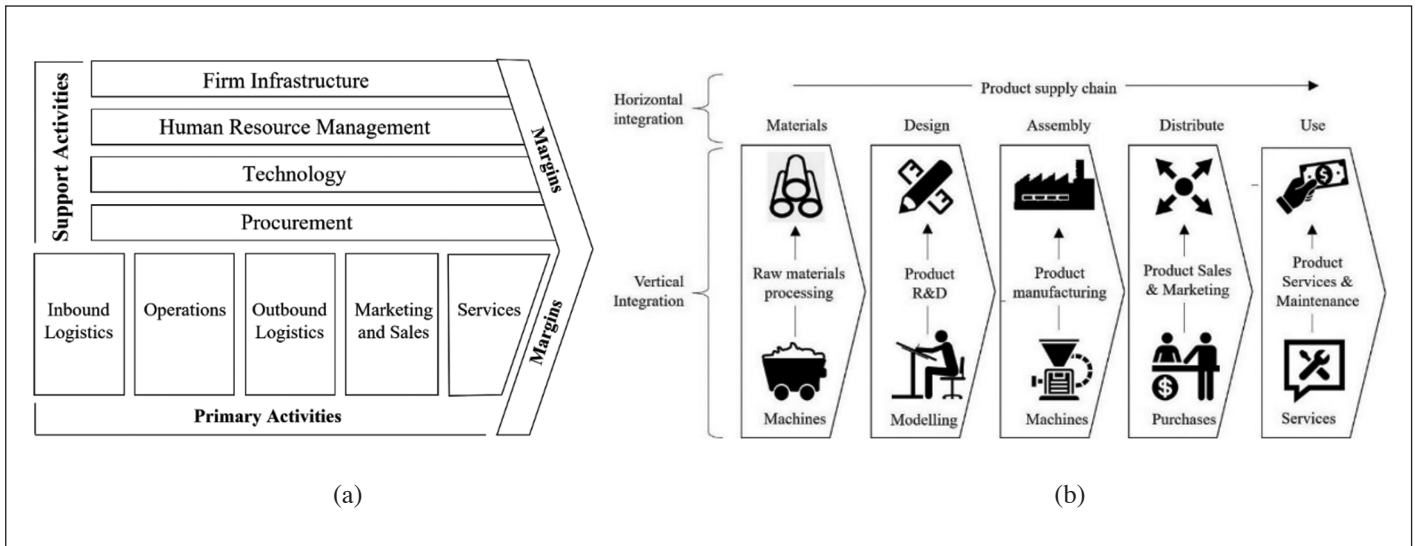 Support Activities
Firm Infrastructure
Human Resource Management
Technology
Procurement
Margins
Margins
Inbound
Logistics
Operations
Outbound
Logistics
Marketing
and Sales
Services
Primary Activities
(a)
Horizontal
integration
Product supply chain
Materials
Design
Assembly
Distribute
Use
Vertical
Integration
Raw materials
processing
Machines
Product
R&D
Modelling
Product
manufacturing
Machines
Product Sales
& Marketing
$
Purchases
$
Product
Services &
Maintenance
Services
(b)